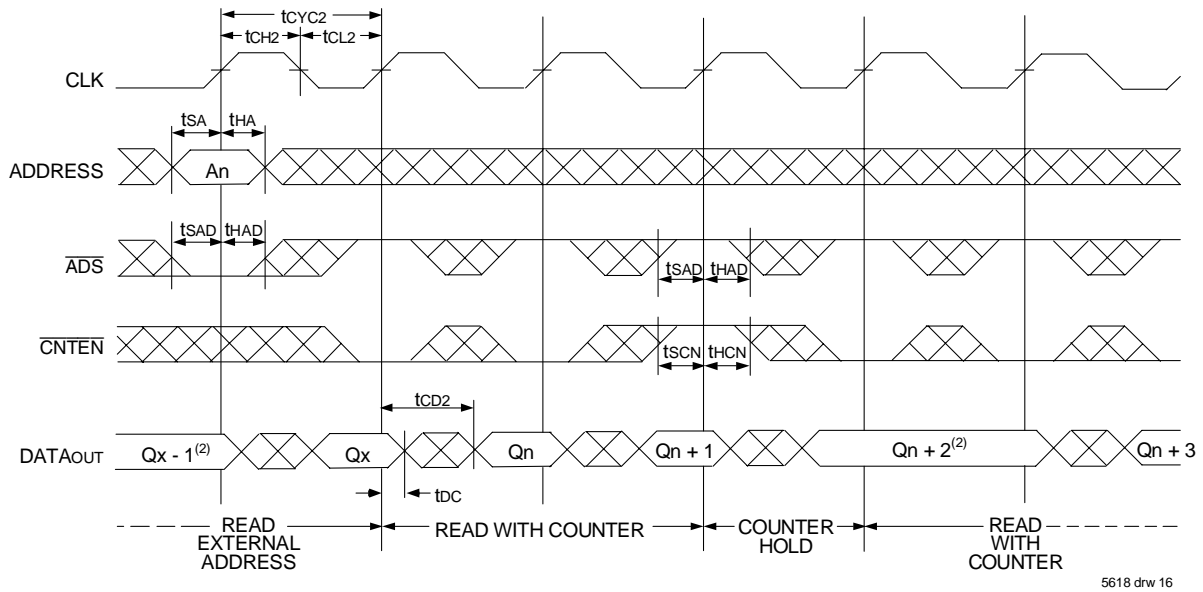 tCYC2
tCH2 tCL2
CLK
tSA tHA
ADDRESS An
tSAD tHAD
ADS tSAD tHAD
CNTEN tSCN tHCN
tCD2
DATAOUT Qx - 1(2) Qx Qn Qn + 1 Qn + 2(2) Qn + 3
tDC
READ EXTERNAL ADDRESS
READ WITH COUNTER
COUNTER HOLD
READ WITH COUNTER
5618 drw 16